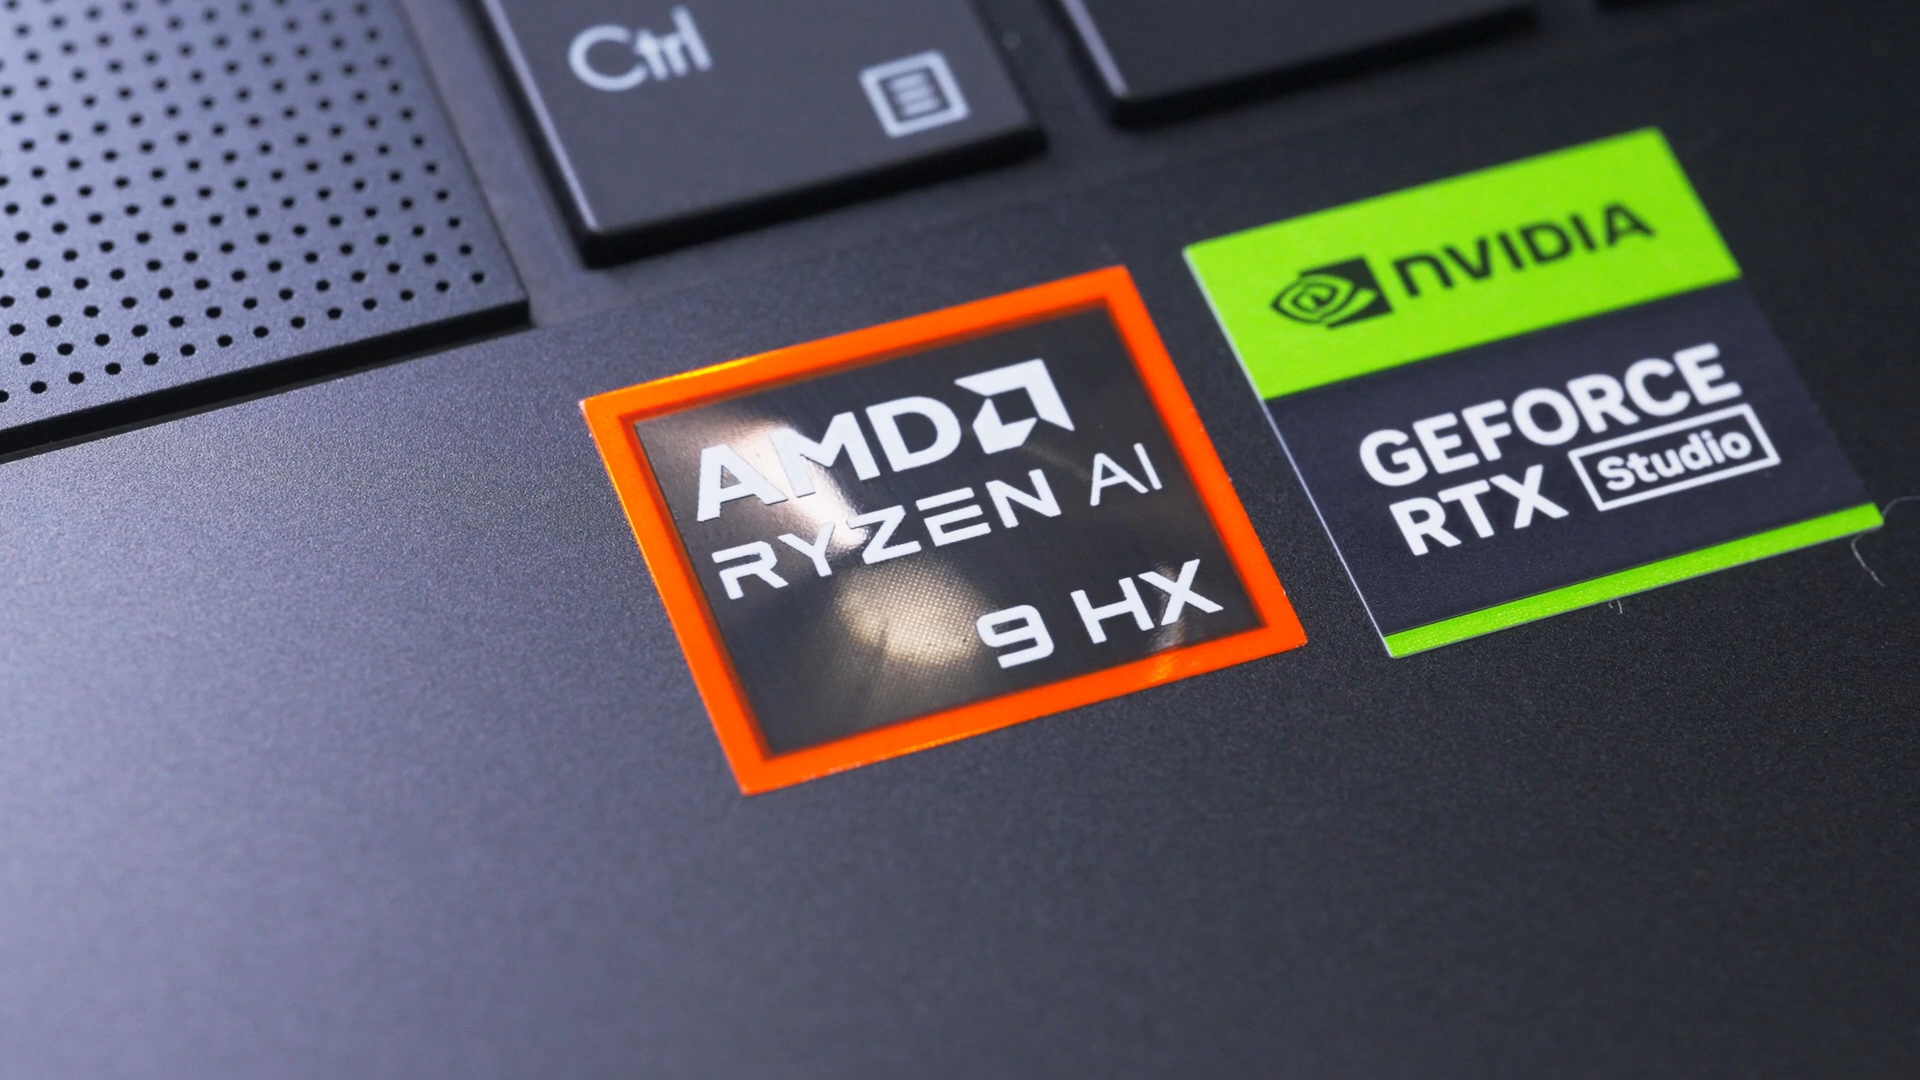 Ctrl
AMD
RYZEN AI
9 HX
nVIDIA
GEFORCE
RTX Studio